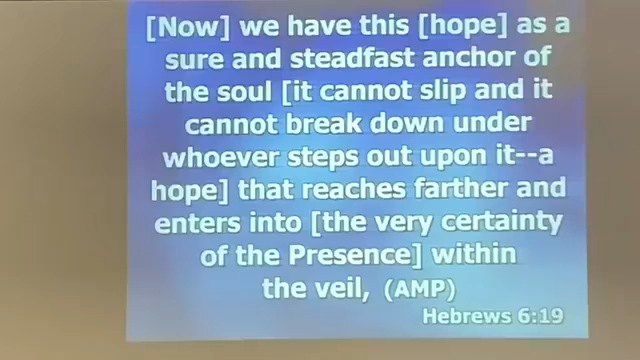 [Now] we have this [hope] as a
sure and steadfast anchor of
the soul [it cannot slip and it
cannot break down under
whoever steps out upon it--a
hope] that reaches farther and
enters into [the very certainty
of the Presence] within
the veil, (AMP)
Hebrews 6:19